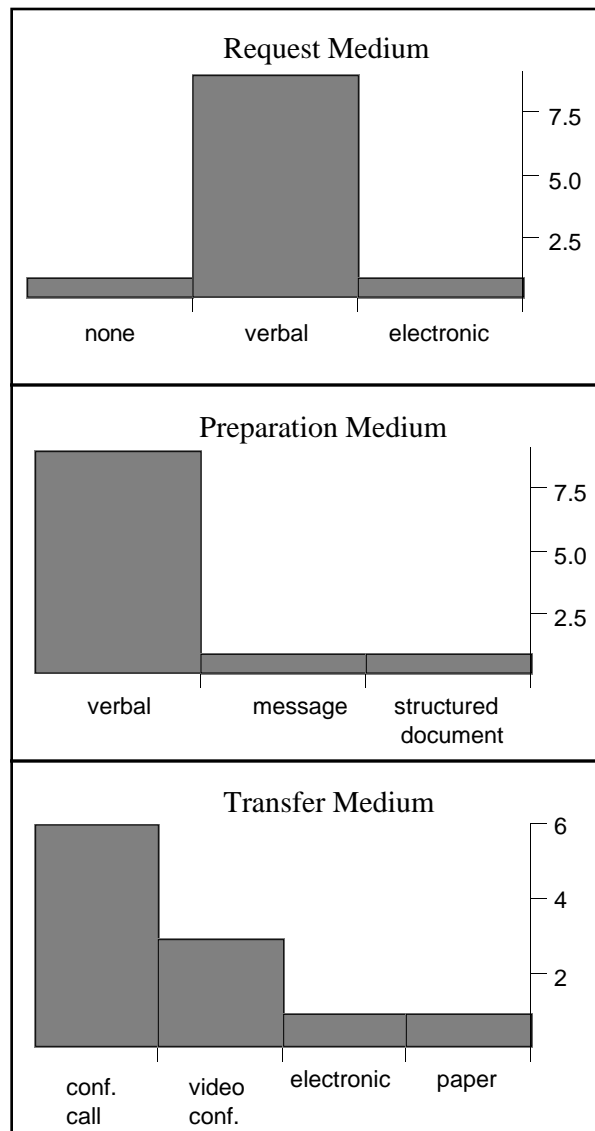 Request Medium
7.5
5.0
2.5
none verbal electronic
Preparation Medium
7.5
5.0
2.5
verbal message structured
document
Transfer Medium
6
4
2
conf. video electronic paper
call conf.